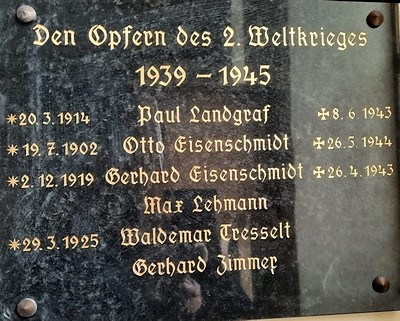 Den Opfern des 2. Weltkrieges
1939 – 1945
*20. 3. 1914 Paul Landgraf ✠8. 6. 1943
*19. 7. 1902 Otto Eisenschmidt ✠26. 5. 1944
*2. 12. 1919 Gerhard Eisenschmidt ✠26. 4. 1943
Max Lehmann
*29. 3. 1925 Waldemar Tresselt
Gerhard Zimmer